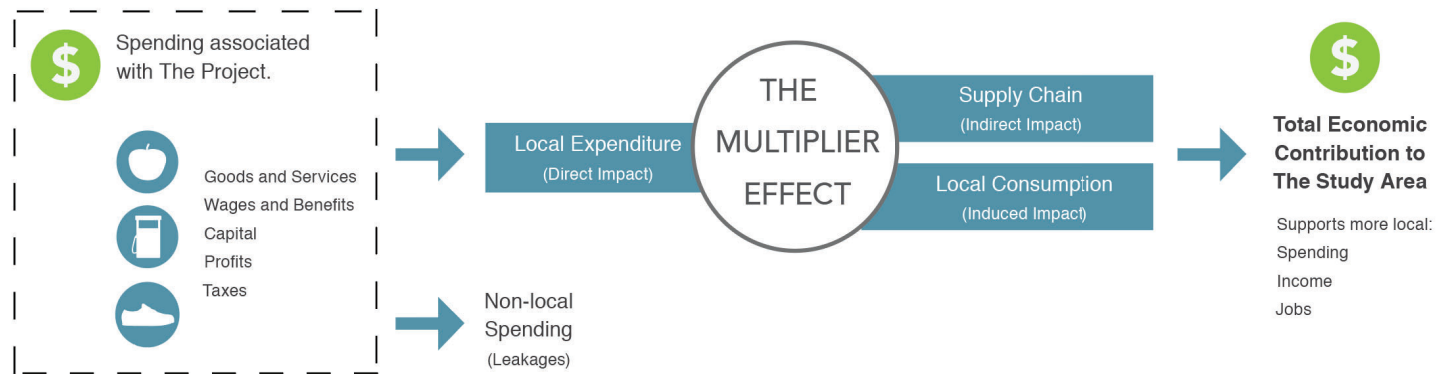 $
Spending associated
with The Project.
Goods and Services
Wages and Benefits
Capital
Profits
Taxes
Local Expenditure
(Direct Impact)
Non-local
Spending
(Leakages)
THE
MULTIPLIER
EFFECT
Supply Chain
(Indirect Impact)
Local Consumption
(Induced Impact)
$
Total Economic
Contribution to
The Study Area
Supports more local:
Spending
Income
Jobs